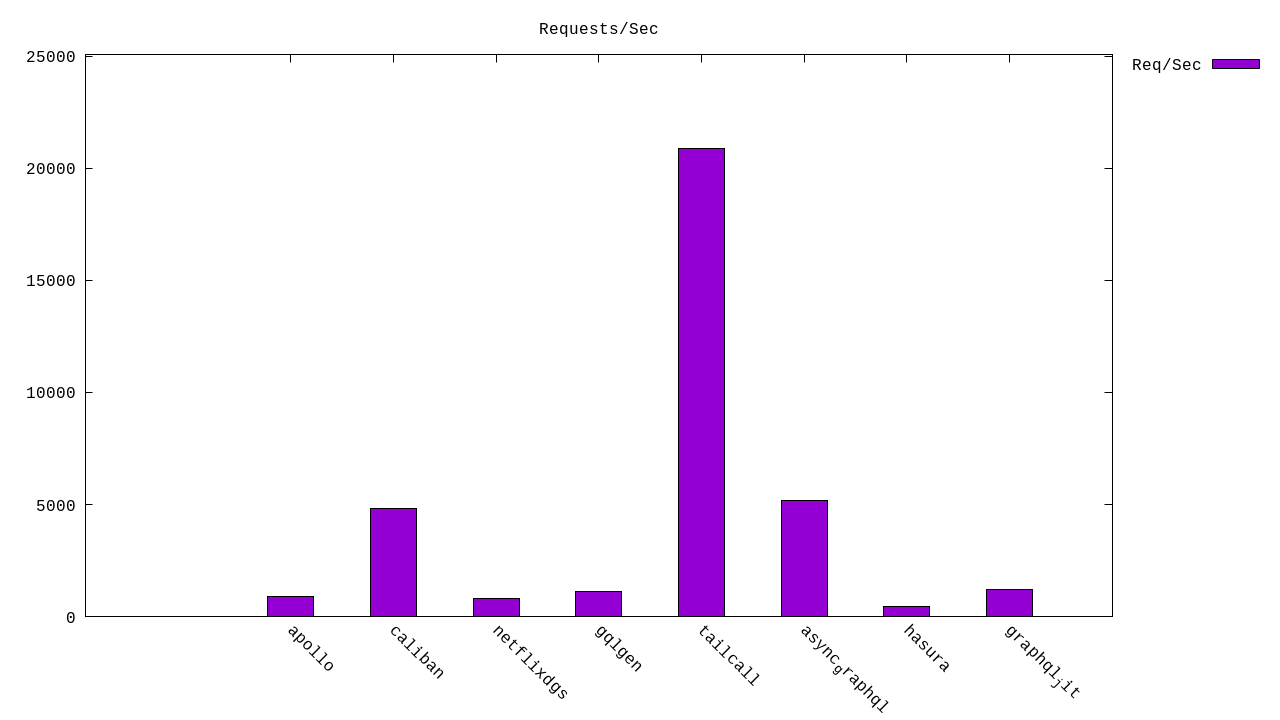 Requests/Sec
Req/Sec
25000
20000
15000
10000
5000
0
apollo
caliban
netflixdgs
gqlgen
tailcall
async_graphql
hasura
graphql_jit